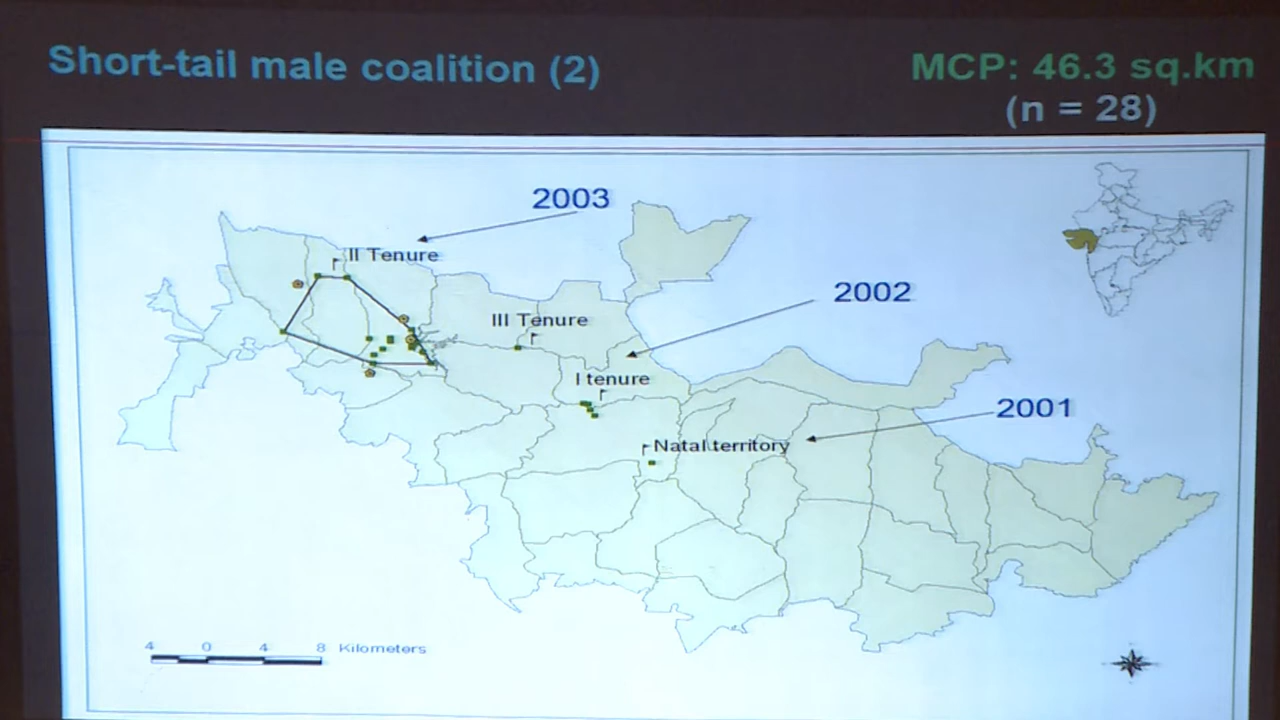 Short-tail male coalition (2)
MCP: 46.3 sq.km
(n = 28)
2003
II Tenure
2002
III Tenure
I tenure
2001
Natal territory
4 0 4 8 Kilometers